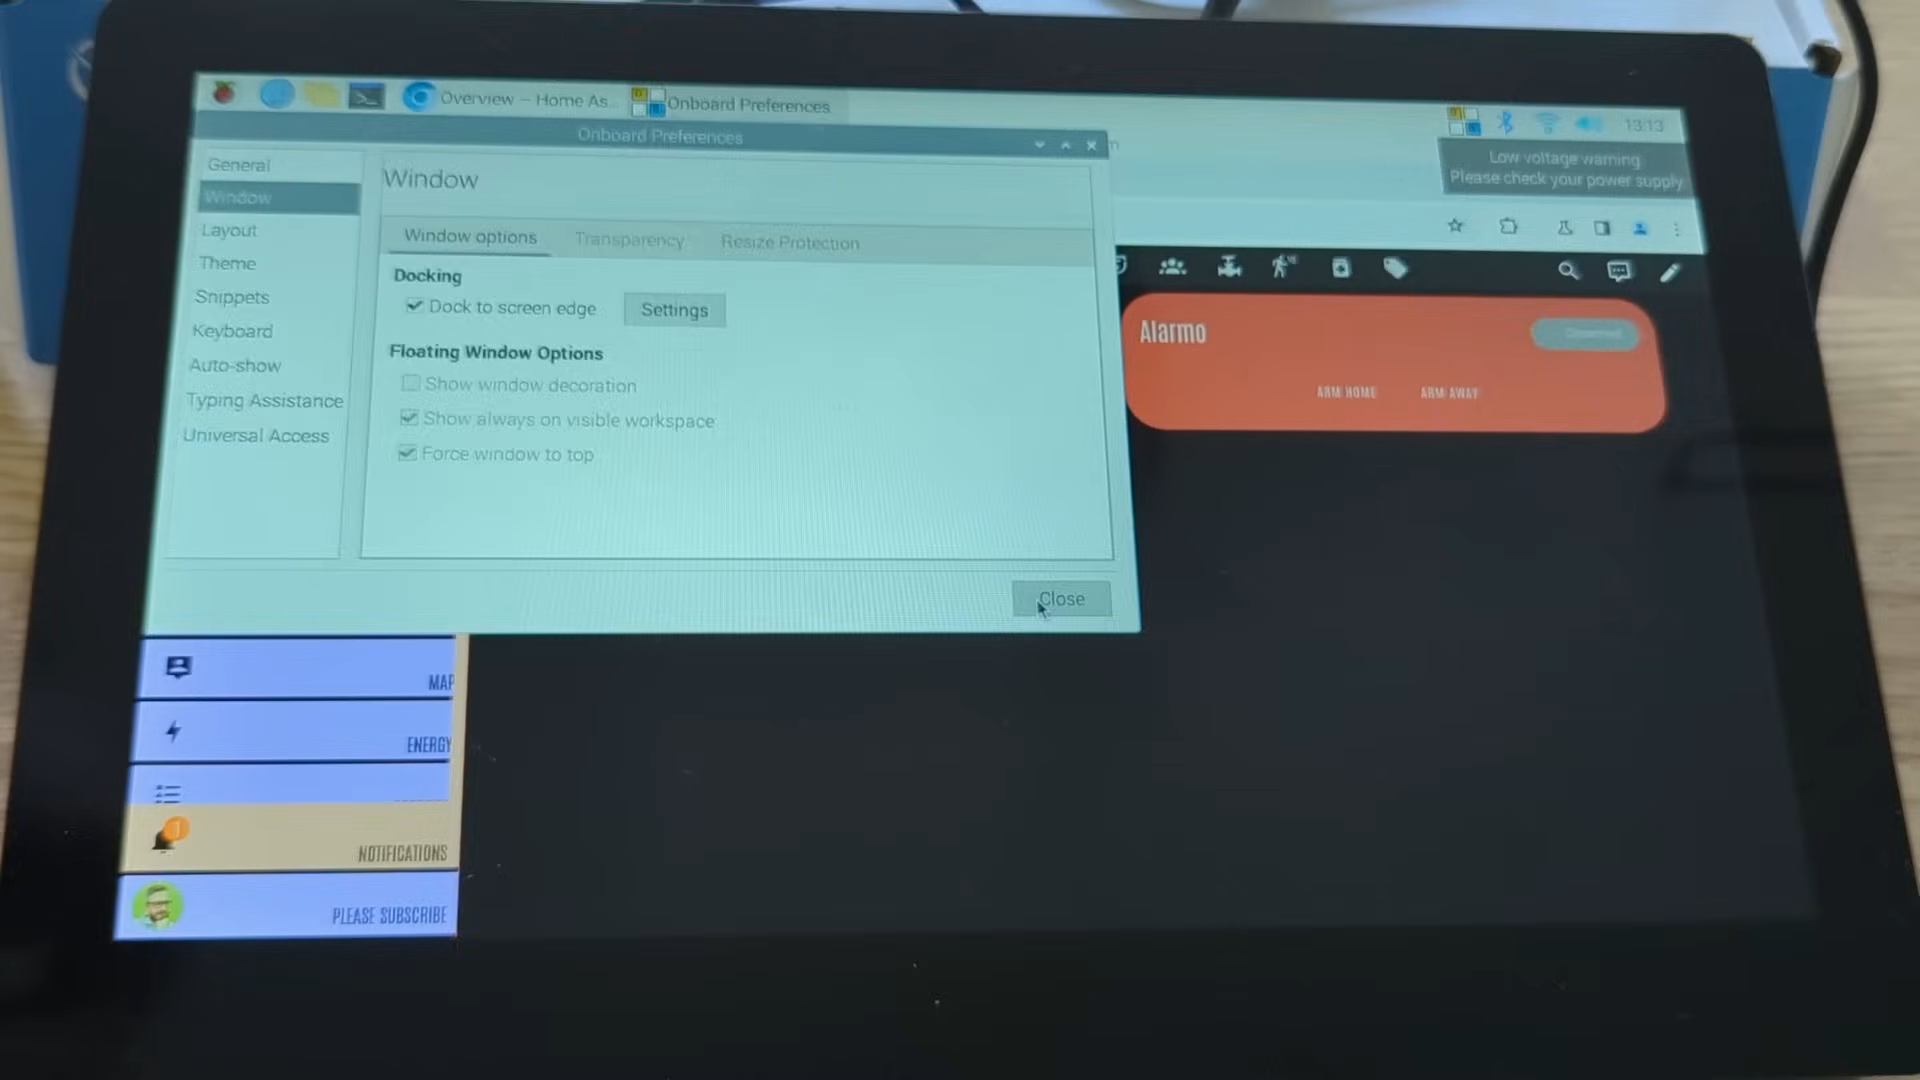 Overview – Home As...
Onboard Preferences
13:13
Onboard Preferences
Low voltage warning
Please check your power supply
General
Window
Layout
Theme
Snippets
Keyboard
Auto-show
Typing Assistance
Universal Access
Window
Window options
Transparency
Resize Protection
Docking
Dock to screen edge
Settings
Floating Window Options
Show window decoration
Show always on visible workspace
Force window to top
Close
Alarmo
ARM HOME
ARM AWAY
MAP
ENERGY
1
NOTIFICATIONS
PLEASE SUBSCRIBE